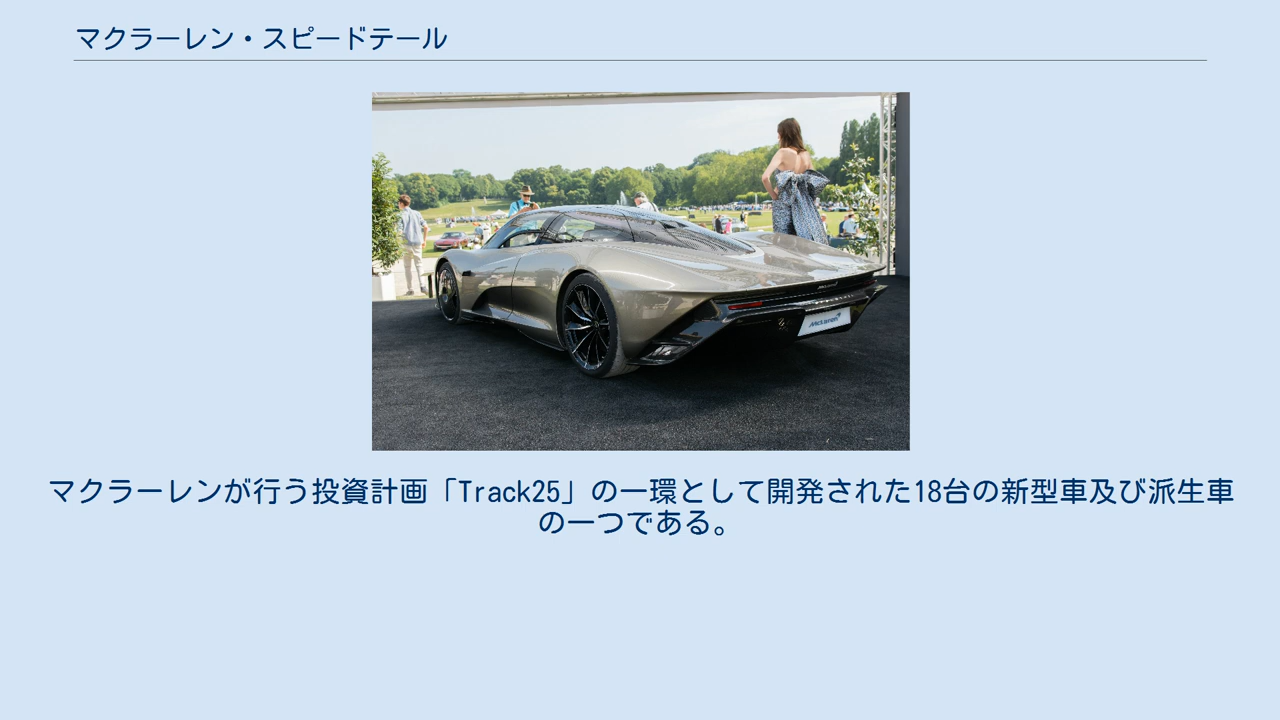 マクラーレン・スピードテール
McLaren
マクラーレンが行う投資計画「Track25」の一環として開発された18台の新型車及び派生車
の一つである。